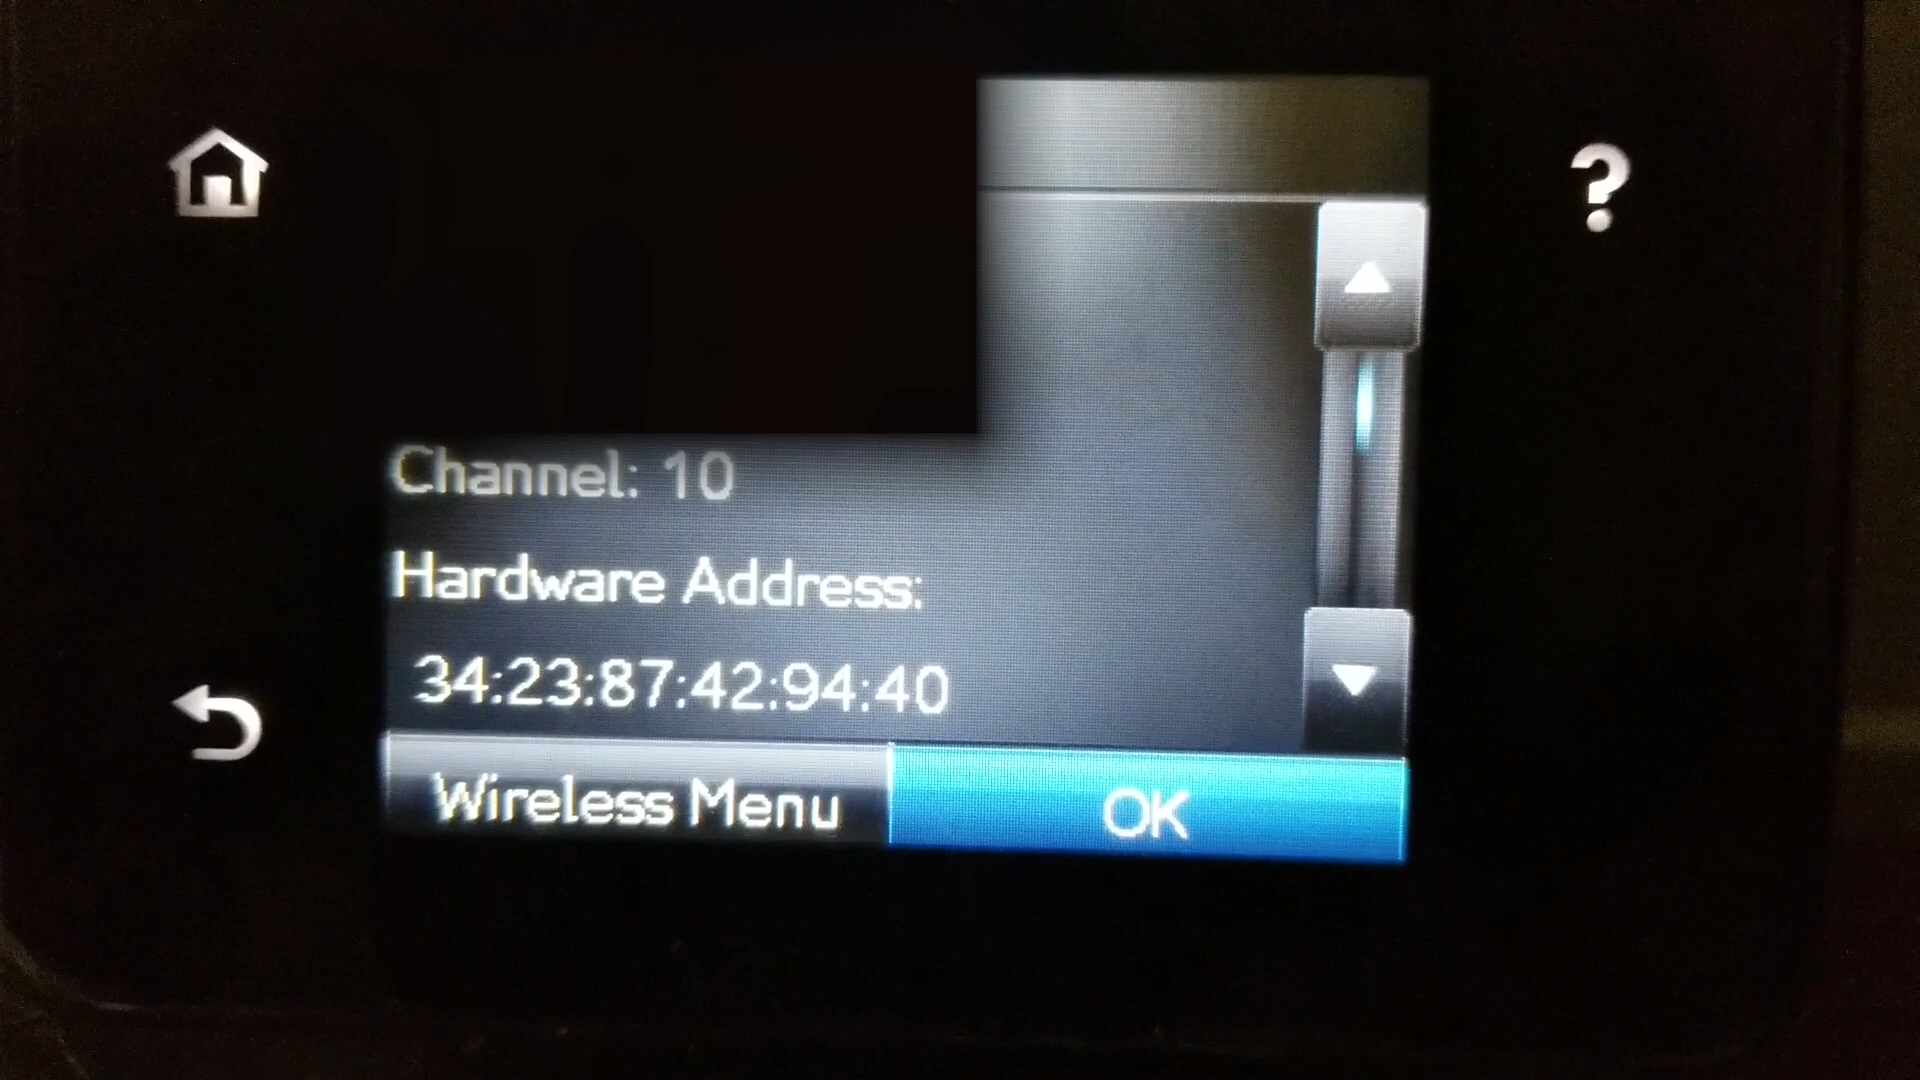 Channel: 10
Hardware Address:
34:23:87:42:94:40
Wireless Menu
OK
?